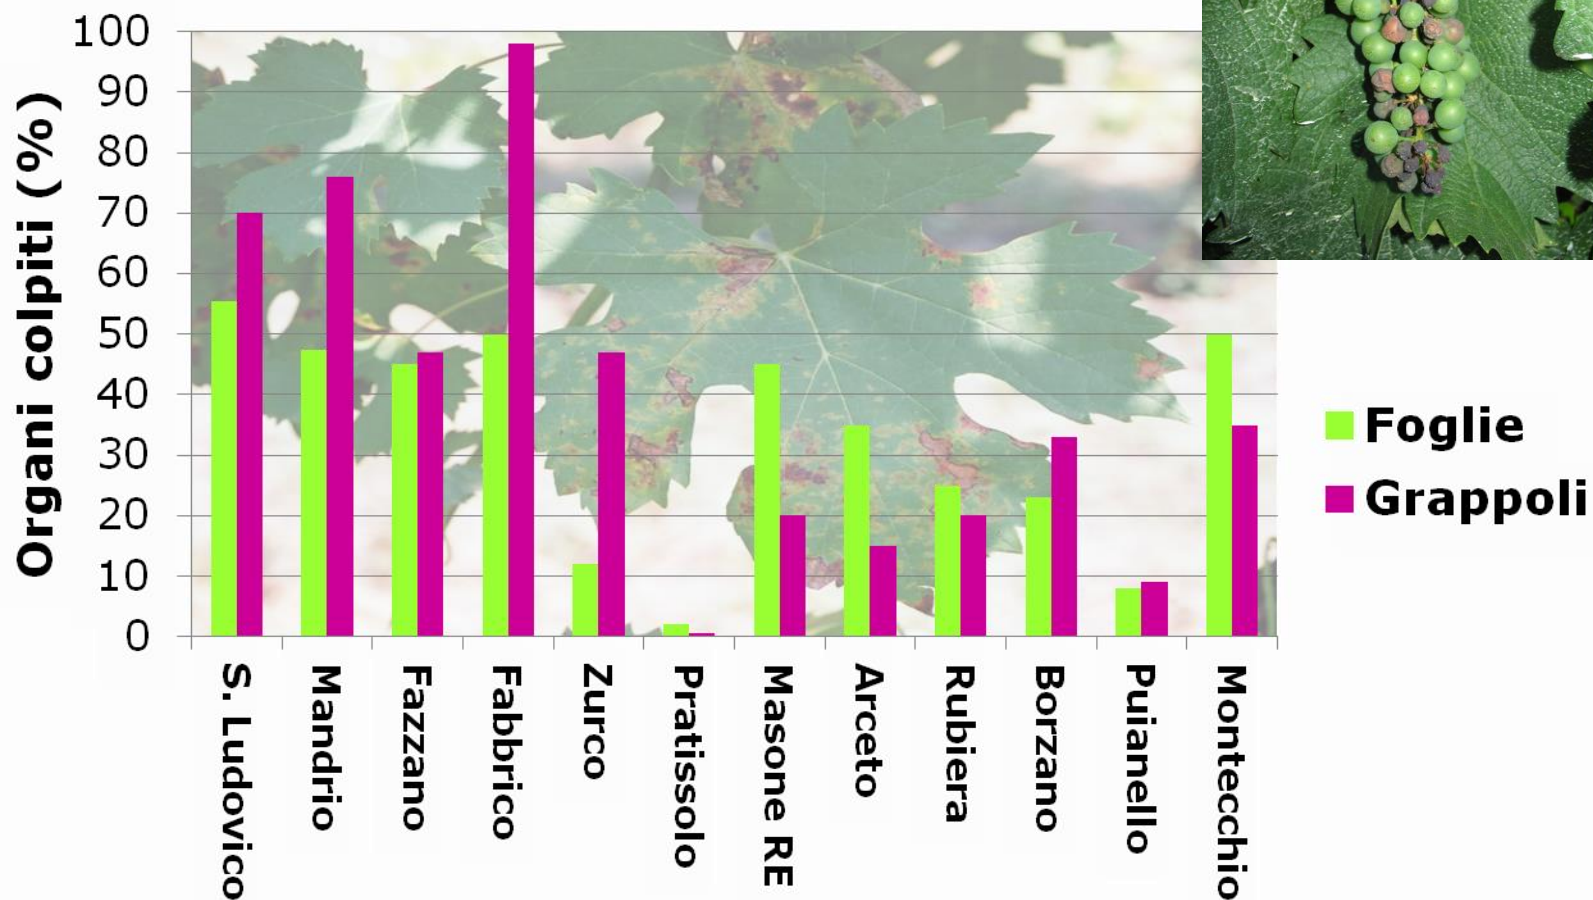 Organi colpiti (%)
100
90
80
70
60
50
40
30
20
10
0
S. Ludovico
Mandrio
Fazzano
Fabbrico
Zurco
Pratissolo
Masone RE
Arceto
Rubiera
Borzano
Puianello
Montecchio
Foglie
Grappoli